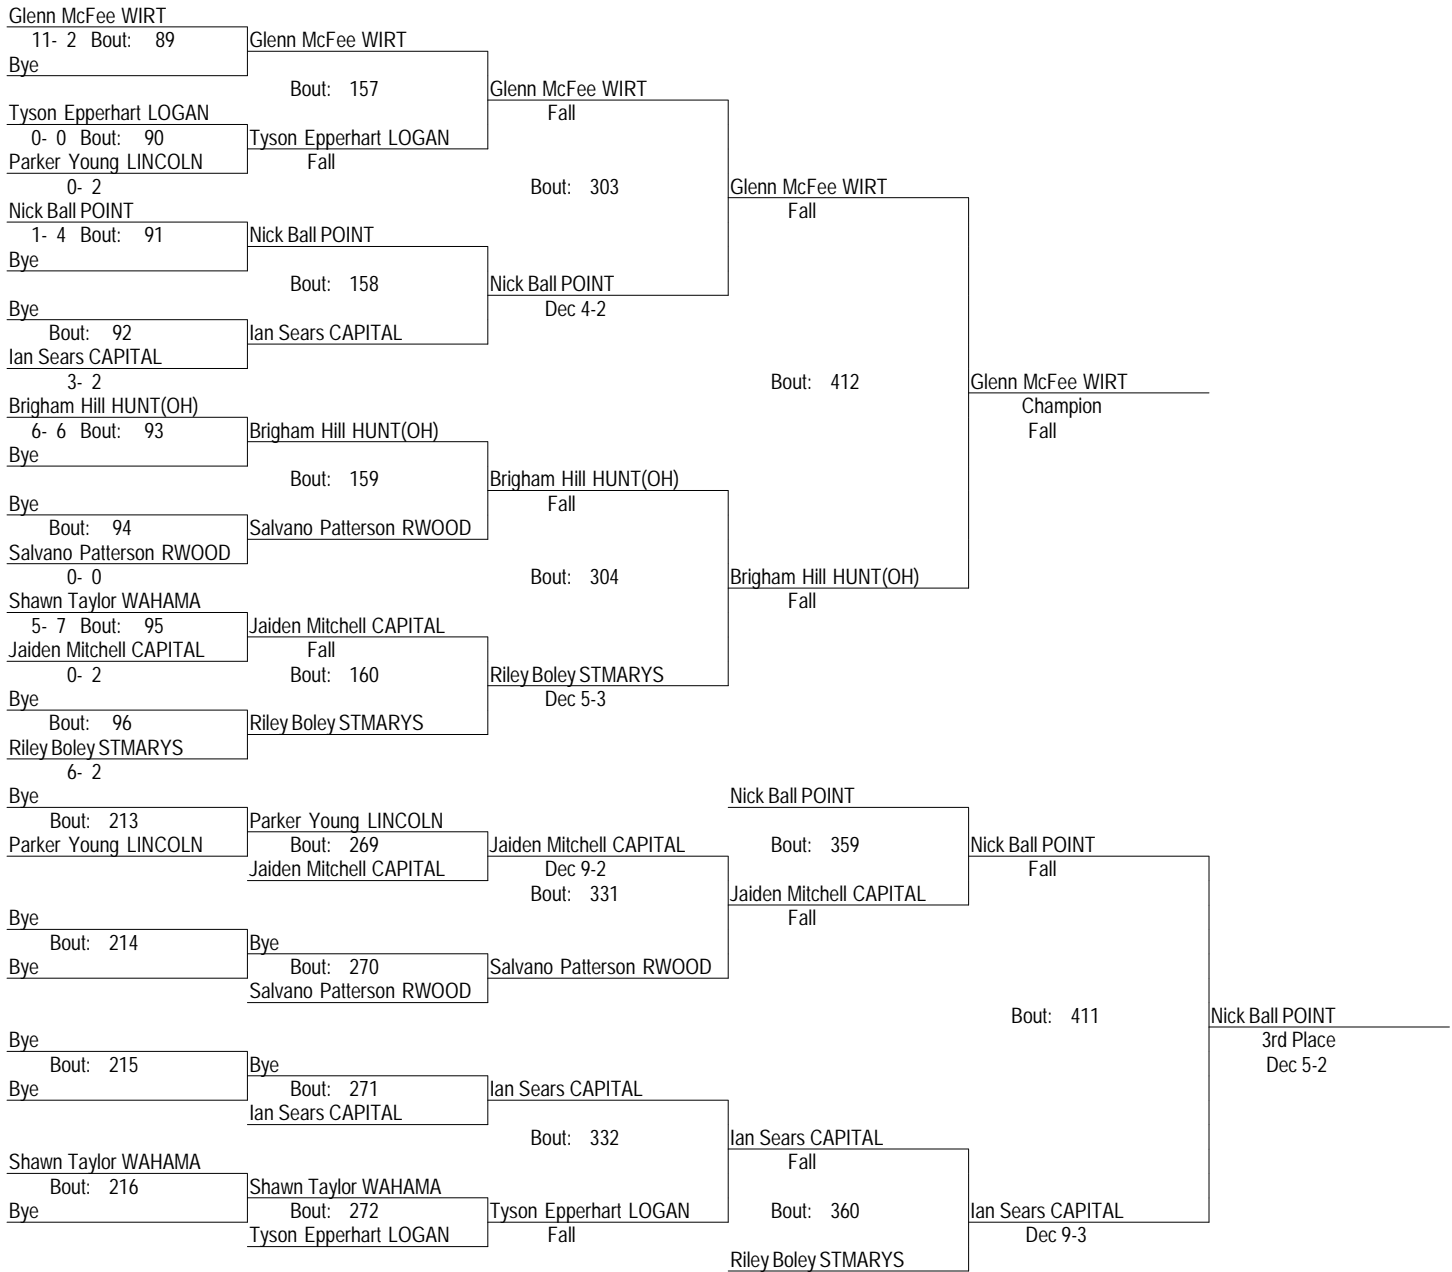 Glenn McFee WIRT
11- 2 Bout: 89 Glenn McFee WIRT
Bye
Bout: 157 Glenn McFee WIRT
Tyson Epperhart LOGAN Fall
0- 0 Bout: 90 Tyson Epperhart LOGAN
Parker Young LINCOLN Fall
0- 2 Bout: 303 Glenn McFee WIRT
Nick Ball POINT Fall
1- 4 Bout: 91 Nick Ball POINT
Bye
Bout: 158 Nick Ball POINT
Bye Dec 4-2
Bout: 92 Ian Sears CAPITAL
Ian Sears CAPITAL
3- 2 Bout: 412 Glenn McFee WIRT
Brigham Hill HUNT(OH) Champion
6- 6 Bout: 93 Brigham Hill HUNT(OH) Fall
Bye
Bout: 159 Brigham Hill HUNT(OH)
Bye Fall
Bout: 94 Salvano Patterson RWOOD
Salvano Patterson RWOOD
0- 0 Bout: 304 Brigham Hill HUNT(OH)
Shawn Taylor WAHAMA Fall
5- 7 Bout: 95 Jaiden Mitchell CAPITAL
Jaiden Mitchell CAPITAL Fall
0- 2 Bout: 160 Riley Boley STMARYS
Bye Dec 5-3
Bout: 96 Riley Boley STMARYS
Riley Boley STMARYS
6- 2
Bye Nick Ball POINT
Bout: 213 Parker Young LINCOLN
Parker Young LINCOLN Bout: 269 Jaiden Mitchell CAPITAL Bout: 359 Nick Ball POINT
Jaiden Mitchell CAPITAL Dec 9-2 Fall
Bout: 331 Jaiden Mitchell CAPITAL
Bye Fall
Bout: 214 Bye
Bye Bout: 270 Salvano Patterson RWOOD
Salvano Patterson RWOOD
Bout: 411 Nick Ball POINT
Bye 3rd Place
Bout: 215 Bye Dec 5-2
Bye Bout: 271 Ian Sears CAPITAL
Ian Sears CAPITAL
Bout: 332 Ian Sears CAPITAL
Shawn Taylor WAHAMA Fall
Bout: 216 Shawn Taylor WAHAMA
Bye Bout: 272 Tyson Epperhart LOGAN Bout: 360 Ian Sears CAPITAL
Tyson Epperhart LOGAN Fall Dec 9-3
Riley Boley STMARYS